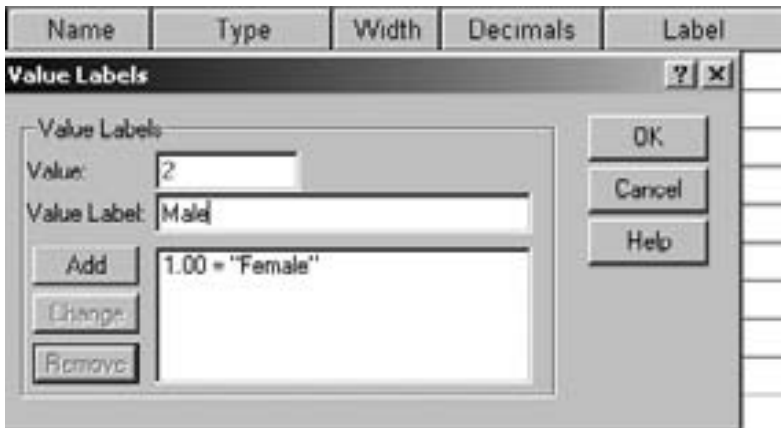 Name Type Width Decimals Label
Value Labels ? X
Value Labels
OK
Value: 2
Cancel
Value Label: Male
Help
Add 1.00 = "Female"
Change
Remove